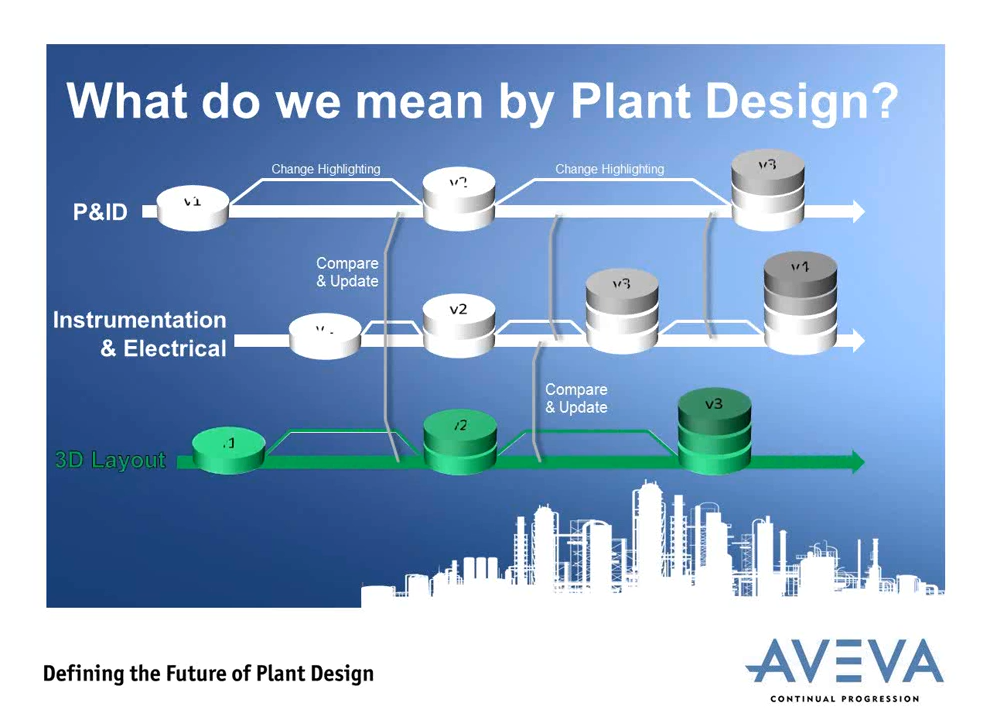 What do we mean by Plant Design?
Change Highlighting
Change Highlighting
v3
v2
v1
P&ID
Compare
& Update
v4
v3
v2
Instrumentation
& Electrical
Compare
& Update
v3
3D Layout
Defining the Future of Plant Design
AVEVA
CONTINUAL PROGRESSION